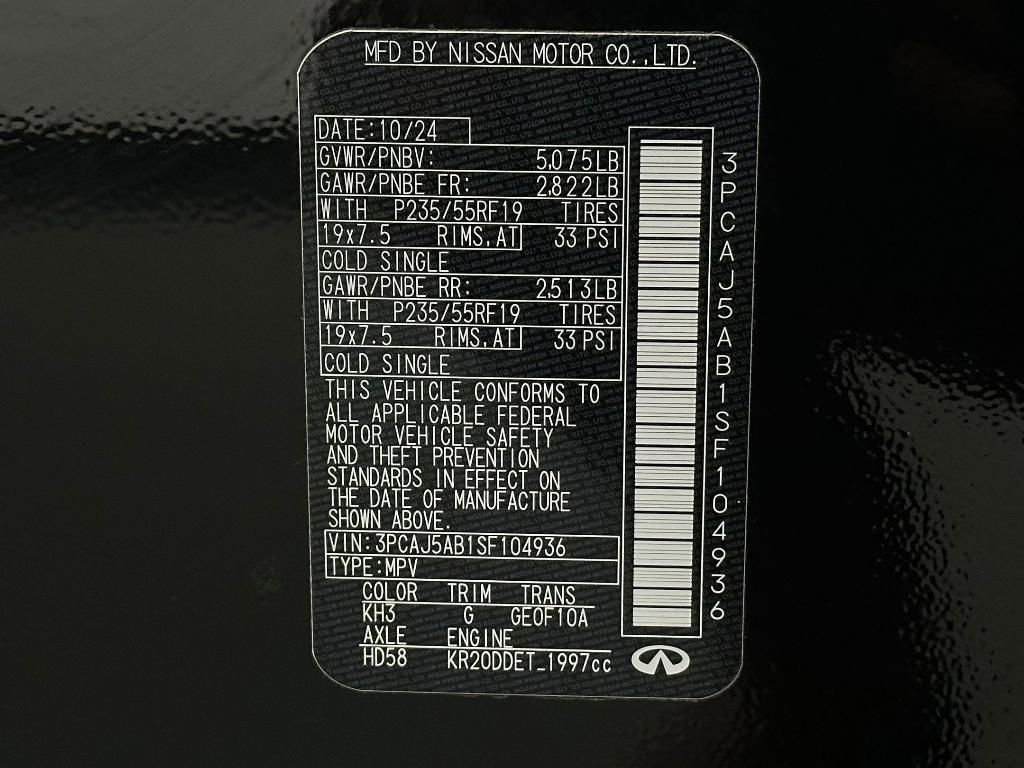 MFD BY NISSAN MOTOR CO.,LTD.
DATE:10/24
GVWR/PNBV: 5,075LB
GAWR/PNBE FR: 2,822LB
WITH P235/55RF19 TIRES
19x7.5 RIMS,AT 33 PSI
COLD SINGLE
GAWR/PNBE RR: 2,513LB
WITH P235/55RF19 TIRES
19x7.5 RIMS,AT 33 PSI
COLD SINGLE
THIS VEHICLE CONFORMS TO
ALL APPLICABLE FEDERAL
MOTOR VEHICLE SAFETY
AND THEFT PREVENTION
STANDARDS IN EFFECT ON
THE DATE OF MANUFACTURE
SHOWN ABOVE.
VIN:3PCAJ5AB1SF104936
TYPE:MPV
COLOR TRIM TRANS
KH3 G GE0F10A
AXLE ENGINE
HD58 KR20DDET_1997cc
3PCAJ5AB1SF104936